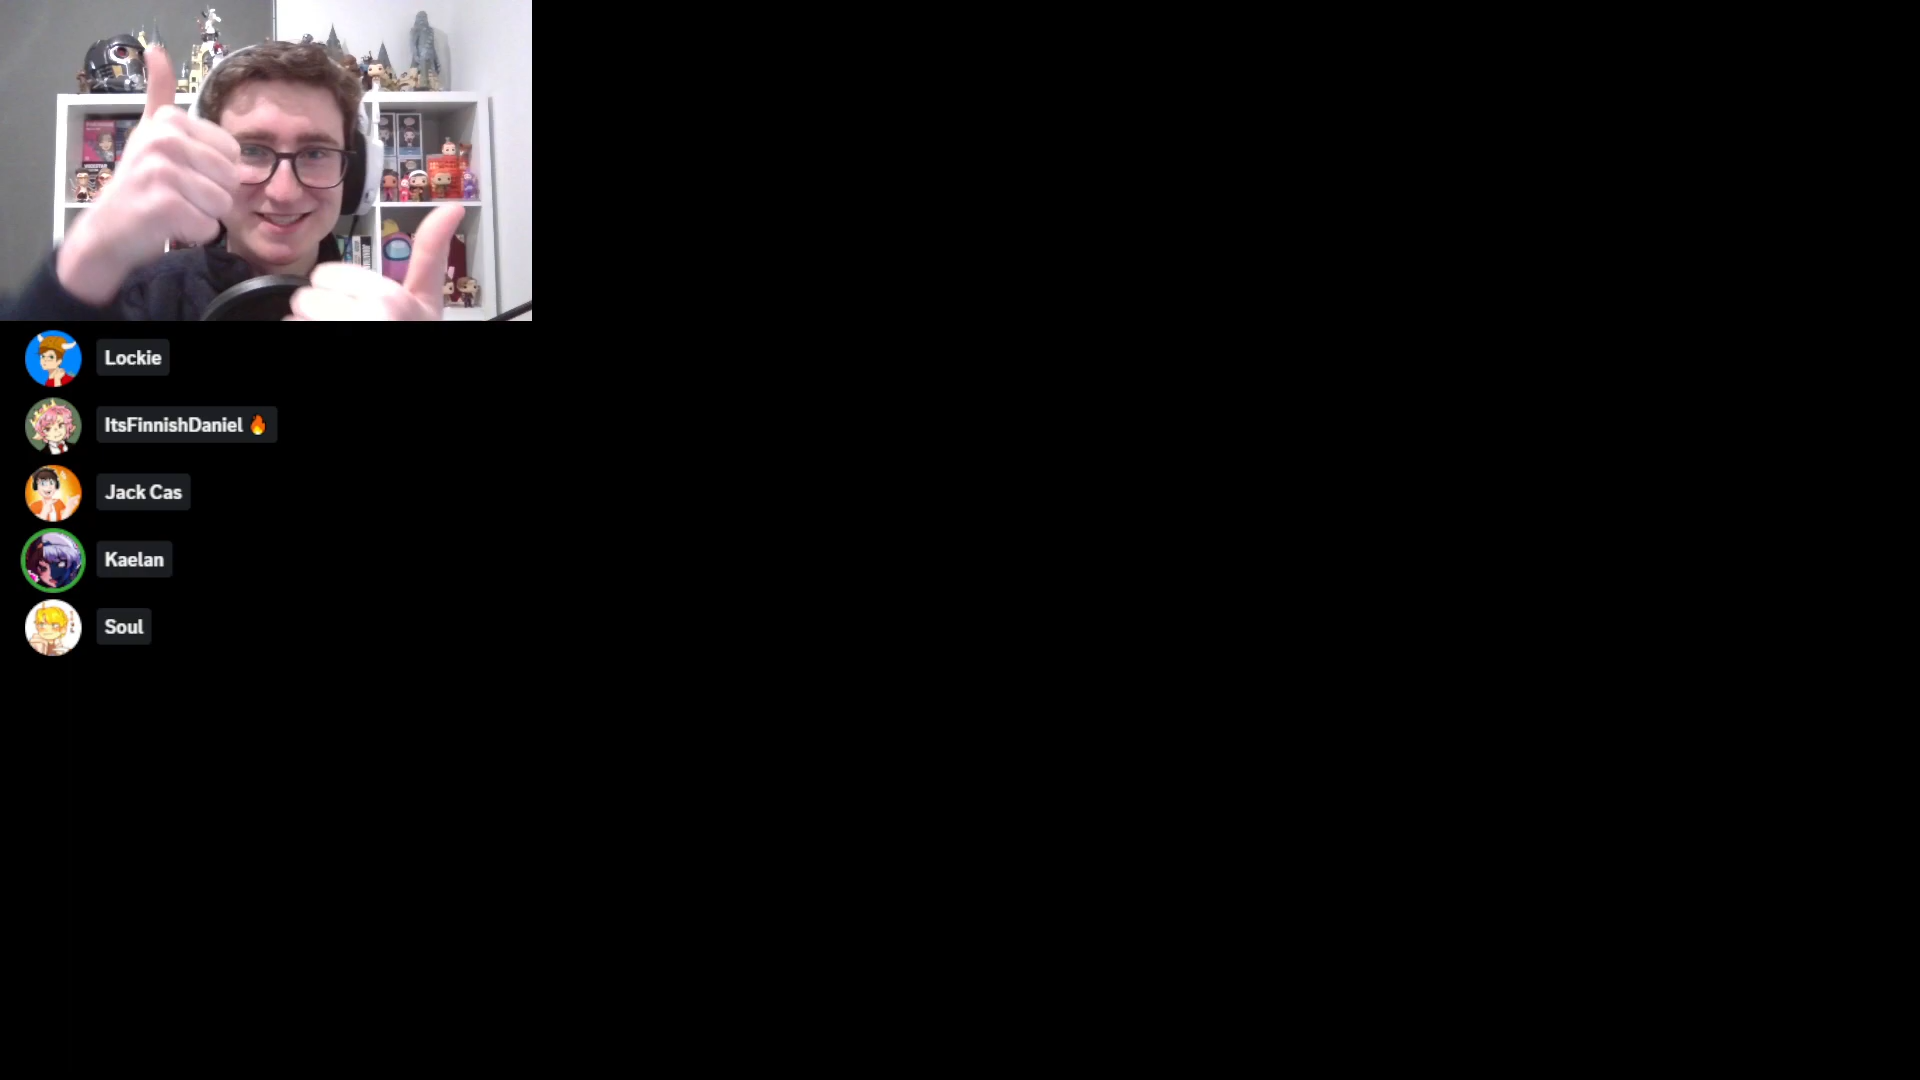 Lockie
ItsFinnishDaniel 🔥
Jack Cas
Kaelan
Soul